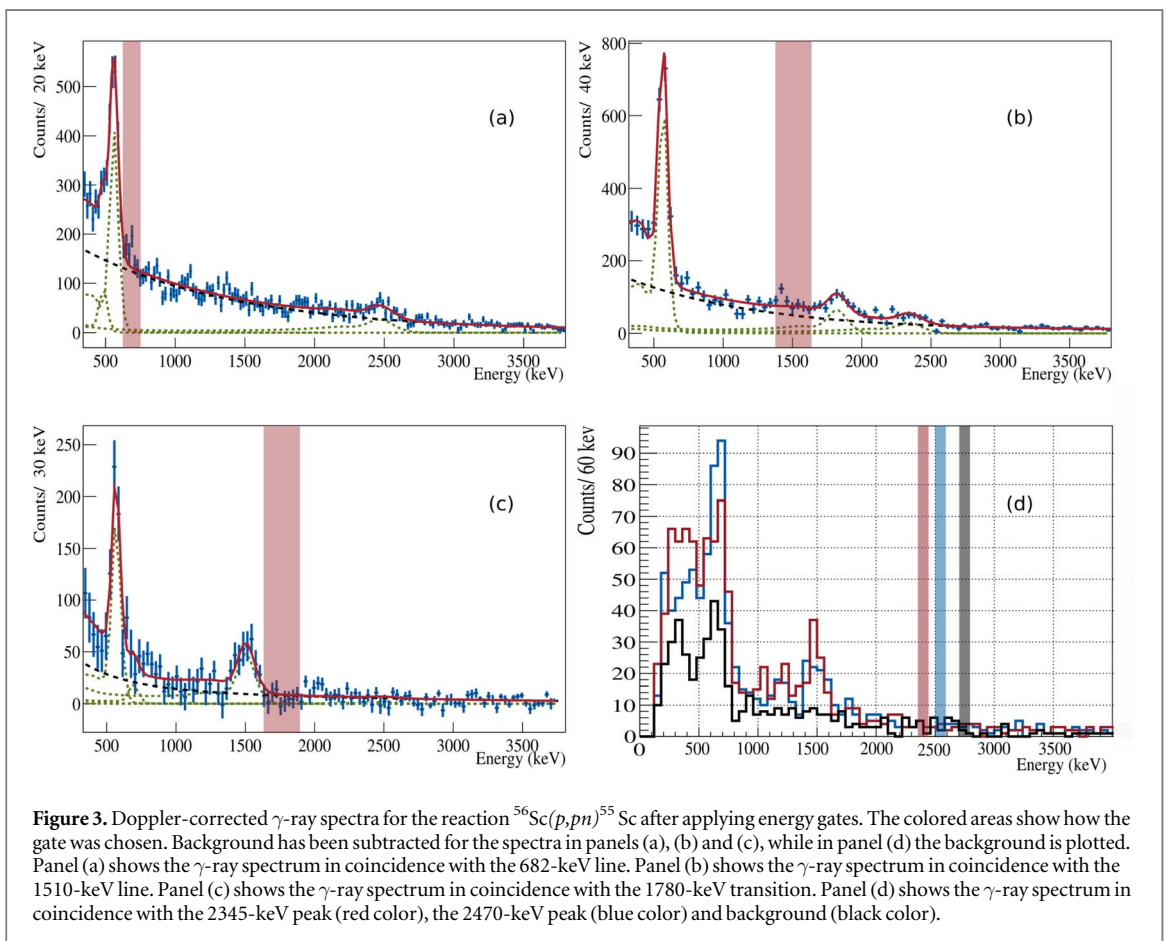 Counts/ 20 keV
500
400
300
200
100
0
(a)
500 1000 1500 2000 2500 3000 3500
Energy (keV)
Counts/ 40 keV
800
600
400
200
0
(b)
500 1000 1500 2000 2500 3000 3500
Energy (keV)
Counts/ 30 keV
250
200
150
100
50
0
(c)
500 1000 1500 2000 2500 3000 3500
Energy (keV)
Counts/ 60 kev
90
80
70
60
50
40
30
20
10
0
(d)
0 500 1000 1500 2000 2500 3000 3500
Energy (keV)
Figure 3. Doppler-corrected γ-ray spectra for the reaction ⁵⁶Sc(p,pn)⁵⁵ Sc after applying energy gates. The colored areas show how the
gate was chosen. Background has been subtracted for the spectra in panels (a), (b) and (c), while in panel (d) the background is plotted.
Panel (a) shows the γ-ray spectrum in coincidence with the 682-keV line. Panel (b) shows the γ-ray spectrum in coincidence with the
1510-keV line. Panel (c) shows the γ-ray spectrum in coincidence with the 1780-keV transition. Panel (d) shows the γ-ray spectrum in
coincidence with the 2345-keV peak (red color), the 2470-keV peak (blue color) and background (black color).